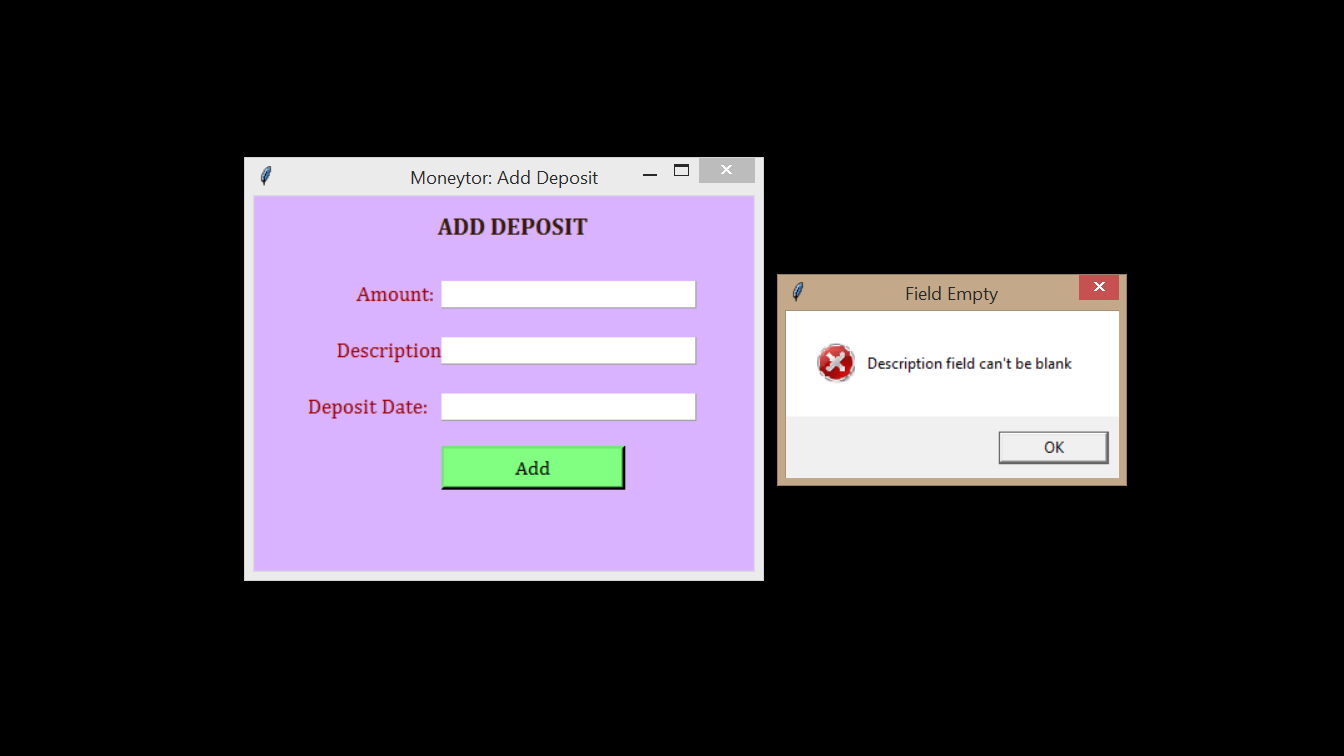 Moneytor: Add Deposit
ADD DEPOSIT
Amount:
Description
Deposit Date:
Add
Field Empty
Description field can't be blank
OK